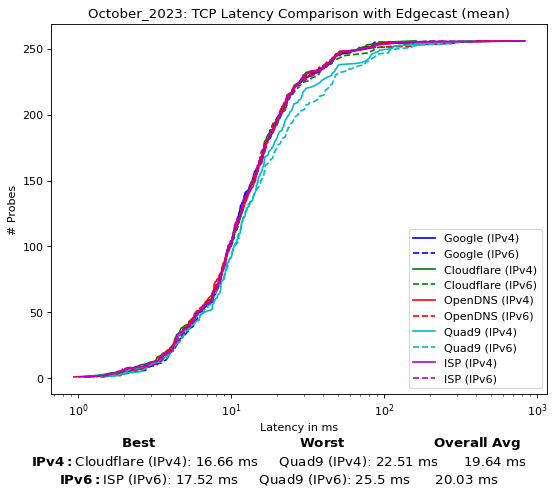 October_2023: TCP Latency Comparison with Edgecast (mean)
250
200
150
100
50
0
# Probes
Google (IPv4)
Google (IPv6)
Cloudflare (IPv4)
Cloudflare (IPv6)
OpenDNS (IPv4)
OpenDNS (IPv6)
Quad9 (IPv4)
Quad9 (IPv6)
ISP (IPv4)
ISP (IPv6)
10⁰ 10¹ 10² 10³
Latency in ms
Best Worst Overall Avg
IPv4: Cloudflare (IPv4): 16.66 ms Quad9 (IPv4): 22.51 ms 19.64 ms
IPv6: ISP (IPv6): 17.52 ms Quad9 (IPv6): 25.5 ms 20.03 ms